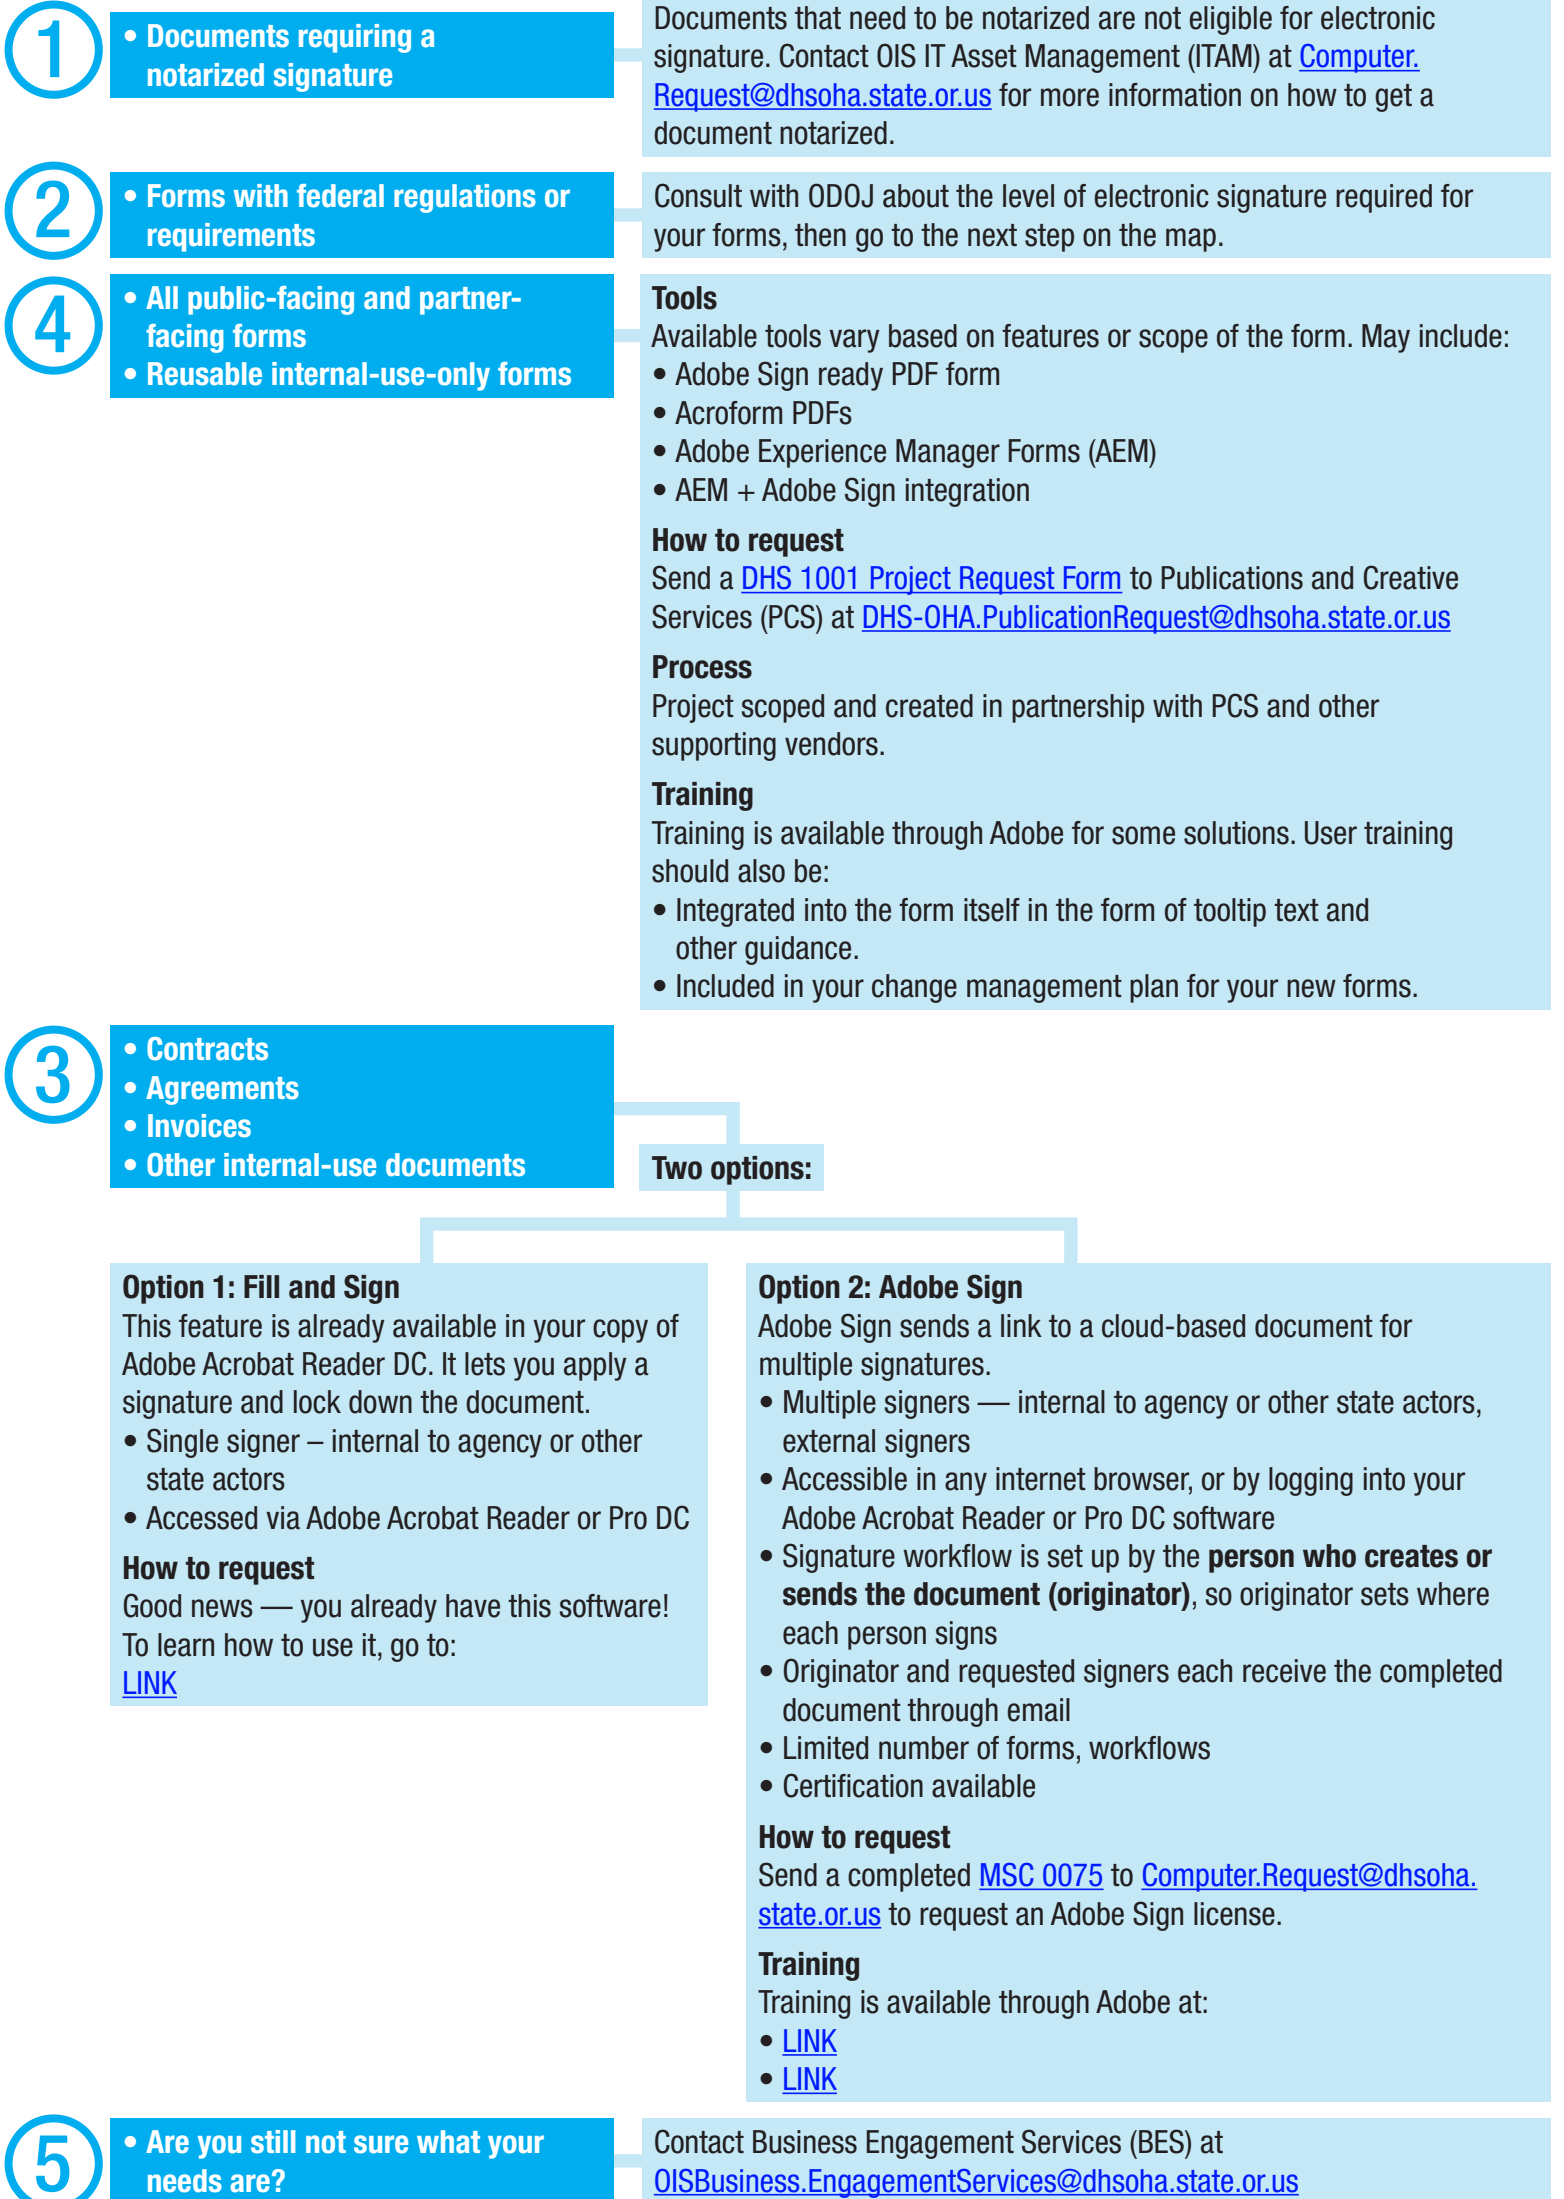 1
• Documents requiring a
notarized signature
Documents that need to be notarized are not eligible for electronic
signature. Contact OIS IT Asset Management (ITAM) at Computer.
Request@dhsoha.state.or.us for more information on how to get a
document notarized.
2
• Forms with federal regulations or
requirements
Consult with ODOJ about the level of electronic signature required for
your forms, then go to the next step on the map.
4
• All public-facing and partner-
facing forms
• Reusable internal-use-only forms
Tools
Available tools vary based on features or scope of the form. May include:
• Adobe Sign ready PDF form
• Acroform PDFs
• Adobe Experience Manager Forms (AEM)
• AEM + Adobe Sign integration
How to request
Send a DHS 1001 Project Request Form to Publications and Creative
Services (PCS) at DHS-OHA.PublicationRequest@dhsoha.state.or.us
Process
Project scoped and created in partnership with PCS and other
supporting vendors.
Training
Training is available through Adobe for some solutions. User training
should also be:
• Integrated into the form itself in the form of tooltip text and
other guidance.
• Included in your change management plan for your new forms.
3
• Contracts
• Agreements
• Invoices
• Other internal-use documents
Two options:
Option 1: Fill and Sign
This feature is already available in your copy of
Adobe Acrobat Reader DC. It lets you apply a
signature and lock down the document.
• Single signer – internal to agency or other
state actors
• Accessed via Adobe Acrobat Reader or Pro DC
How to request
Good news — you already have this software!
To learn how to use it, go to:
LINK
Option 2: Adobe Sign
Adobe Sign sends a link to a cloud-based document for
multiple signatures.
• Multiple signers — internal to agency or other state actors,
external signers
• Accessible in any internet browser, or by logging into your
Adobe Acrobat Reader or Pro DC software
• Signature workflow is set up by the person who creates or
sends the document (originator), so originator sets where
each person signs
• Originator and requested signers each receive the completed
document through email
• Limited number of forms, workflows
• Certification available
How to request
Send a completed MSC 0075 to Computer.Request@dhsoha.
state.or.us to request an Adobe Sign license.
Training
Training is available through Adobe at:
• LINK
• LINK
5
• Are you still not sure what your
needs are?
Contact Business Engagement Services (BES) at
OISBusiness.EngagementServices@dhsoha.state.or.us